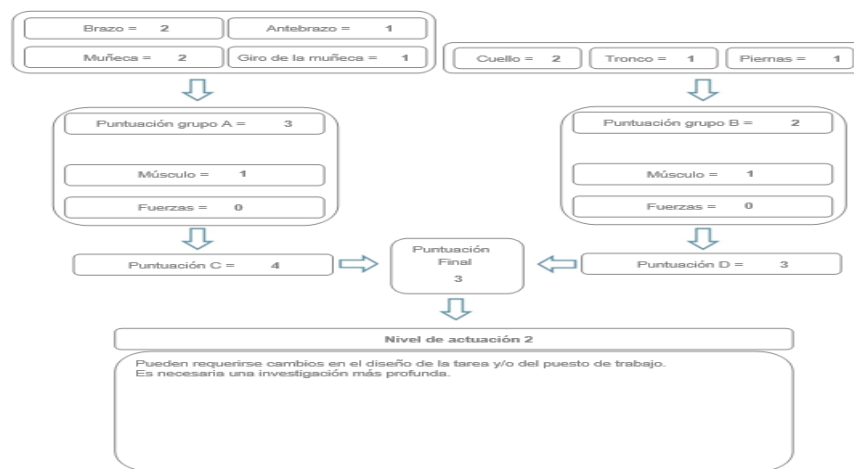 Brazo = 2
Antebrazo = 1
Muñeca = 2
Giro de la muñeca = 1
Cuello = 2
Tronco = 1
Piernas = 1
Puntuación grupo A = 3
Músculo = 1
Fuerzas = 0
Puntuación grupo B = 2
Músculo = 1
Fuerzas = 0
Puntuación C = 4
Puntuación
Final
3
Puntuación D = 3
Nivel de actuación 2
Pueden requerirse cambios en el diseño de la tarea y/o del puesto de trabajo.
Es necesaria una investigación más profunda.